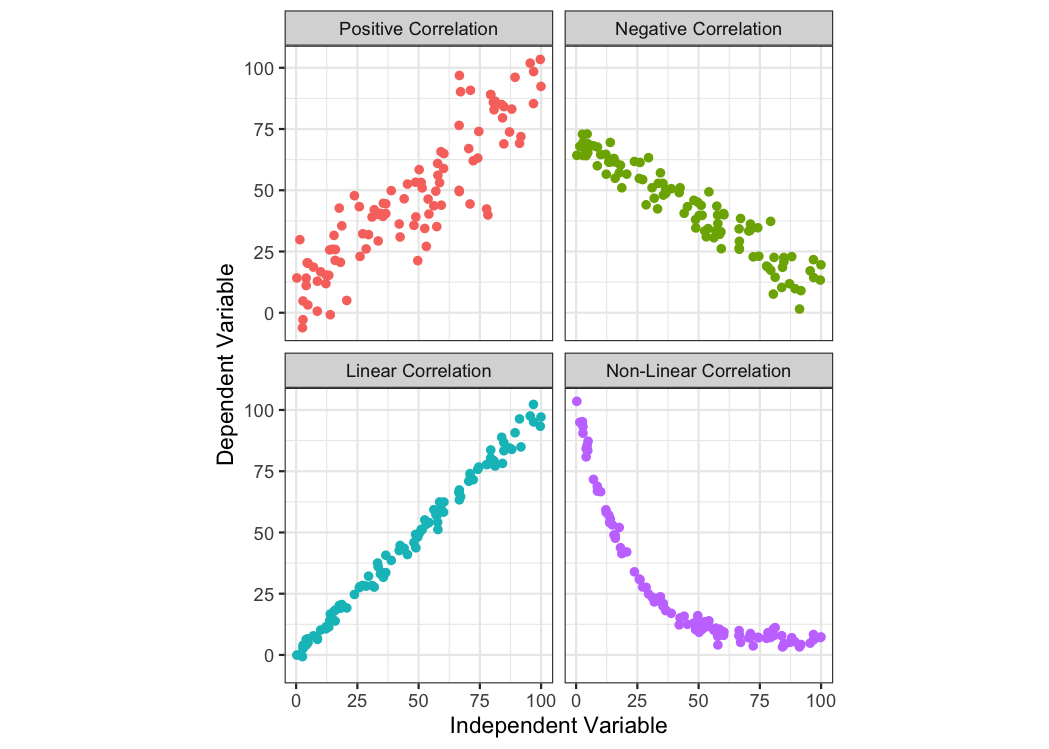 Positive Correlation
Negative Correlation
100
75
50
25
0
Linear Correlation
Non-Linear Correlation
100
75
50
25
0
0 25 50 75 100
0 25 50 75 100
Dependent Variable
Independent Variable